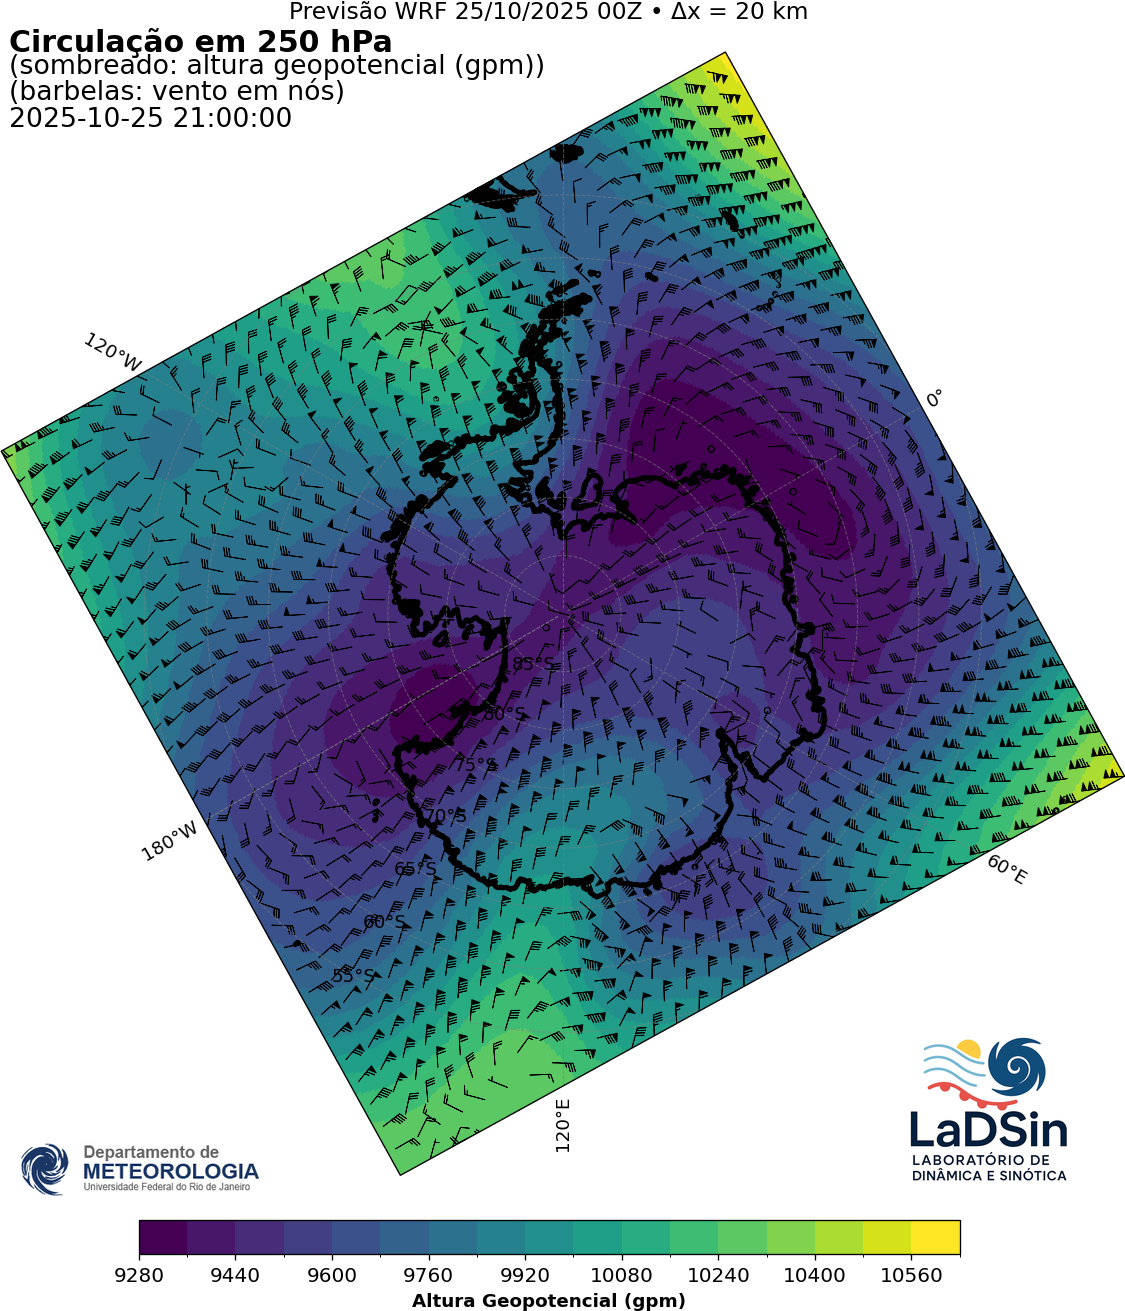 Previsão WRF 25/10/2025 00Z • Δx = 20 km
Circulação em 250 hPa
(sombreado: altura geopotencial (gpm))
(barbelas: vento em nós)
2025-10-25 21:00:00
120°W
0°
85°S
80°S
75°S
70°S
65°S
60°S
55°S
180°W
60°E
120°E
LaDSin
LABORATÓRIO DE
DINÂMICA E SINÓTICA
Departamento de
METEOROLOGIA
Universidade Federal do Rio de Janeiro
9280 9440 9600 9760 9920 10080 10240 10400 10560
Altura Geopotencial (gpm)